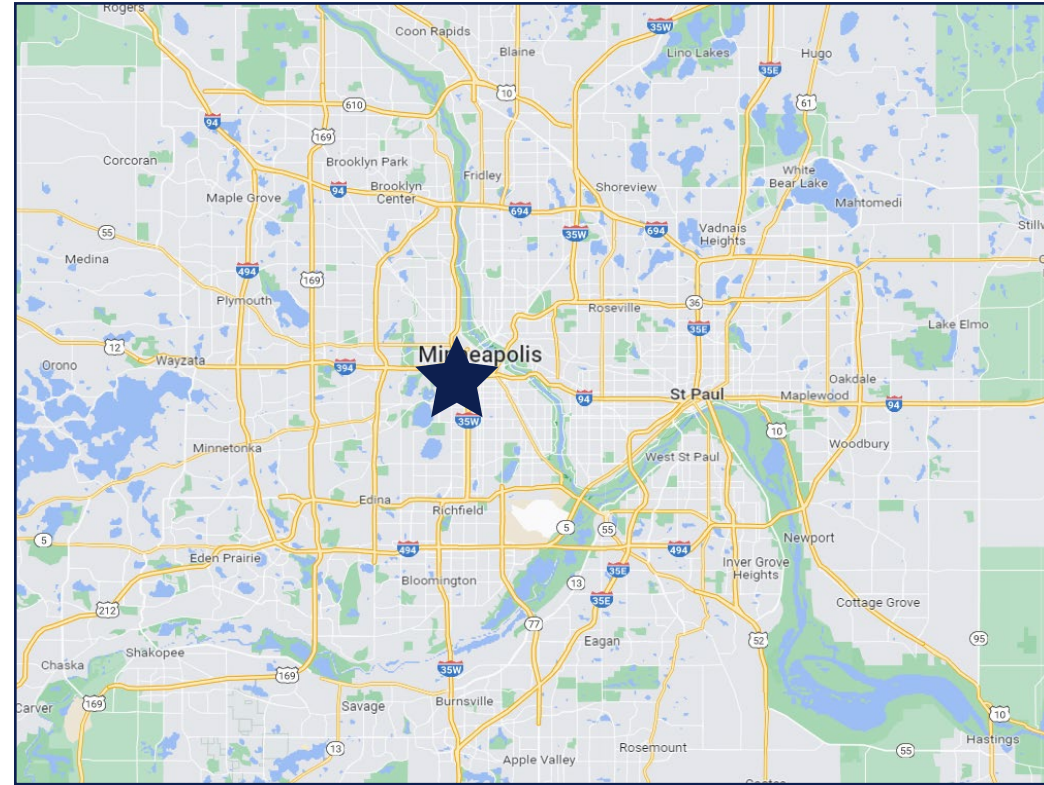 Rogers
Coon Rapids
35W
Lino Lakes
Hugo
Blaine
35E
10
61
610
94
169
Corcoran
Brooklyn Park
Fridley
White
Bear Lake
94
Brooklyn
Center
Shoreview
Maple Grove
Mahtomedi
694
55
35W
694
Vadnais
Heights
Medina
494
169
Plymouth
Roseville
36
35E
Lake Elmo
12
Wayzata
Orono
394
Minneapolis
St Paul
Oakdale
Maplewood
94
94
35W
10
Minnetonka
Woodbury
West St Paul
Edina
Richfield
5
55
5
494
494
Newport
Eden Prairie
Inver Grove
Heights
35E
Bloomington
13
35E
212
Cottage Grove
77
Eagan
52
95
Shakopee
Chaska
169
35W
169
Carver
Savage
Burnsville
10
Hastings
13
Rosemount
55
Apple Valley